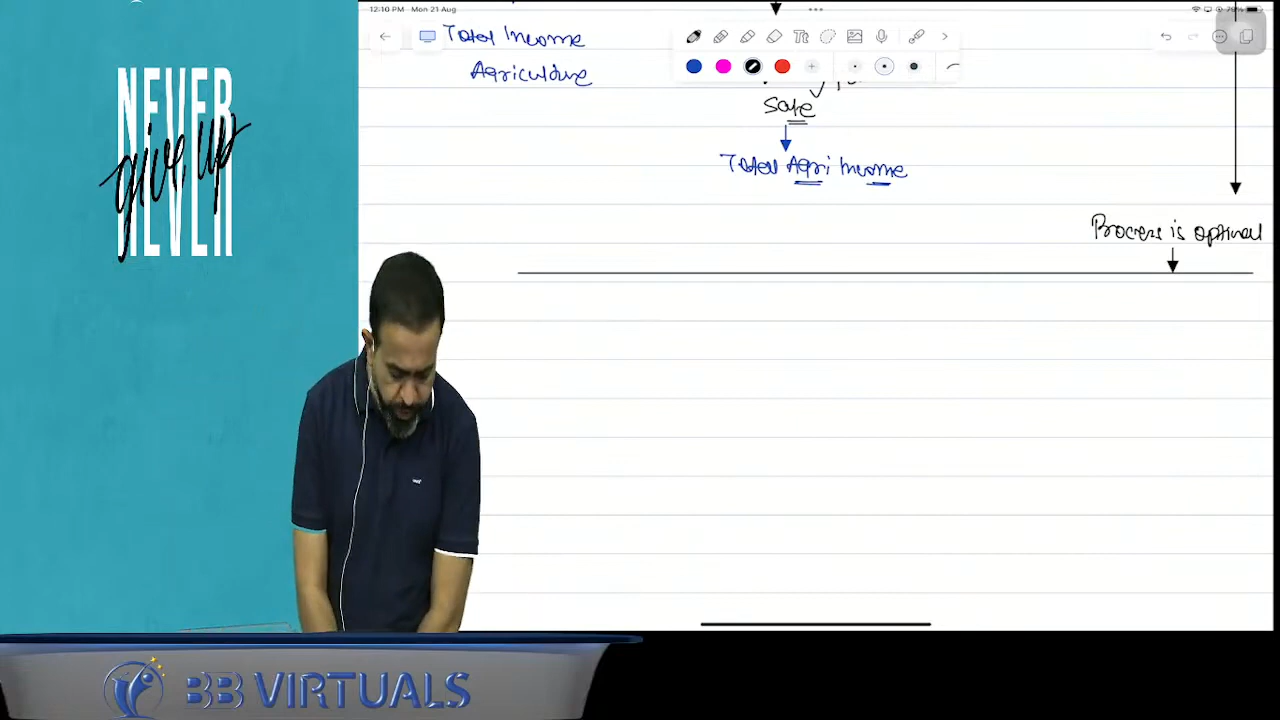 12:10 PM Mon 21 Aug
79%
Total Income
Agriculture
Sale
Total Agri Income
Process is optional
NEVER
give up
NEVER
BB VIRTUALS